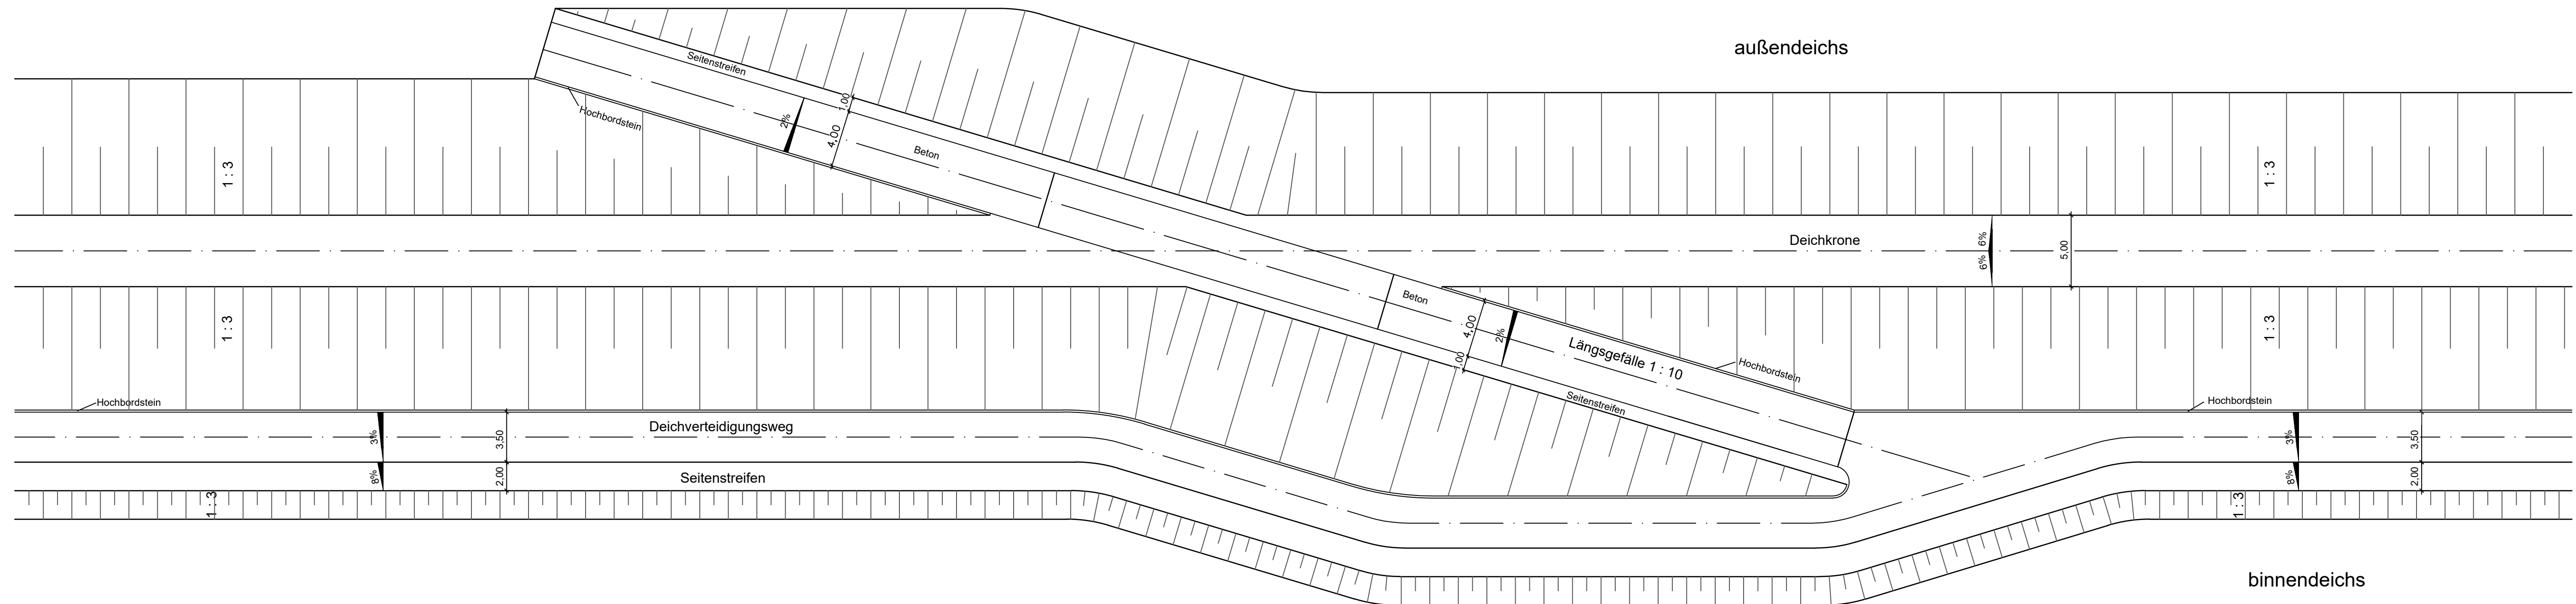 außendeichs
Seitenstreifen
Hochbordstein
2%
1,00
4,00
Beton
1 : 3
1 : 3
Deichkrone
6% 6%
5,00
Beton
4,00
1,00
2%
Längsgefälle 1 : 10
Hochbordstein
Seitenstreifen
1 : 3
1 : 3
Hochbordstein
Hochbordstein
3%
8%
3,50
2,00
Deichverteidigungsweg
Seitenstreifen
3%
8%
3,50
2,00
1 : 3
1 : 3
binnendeichs